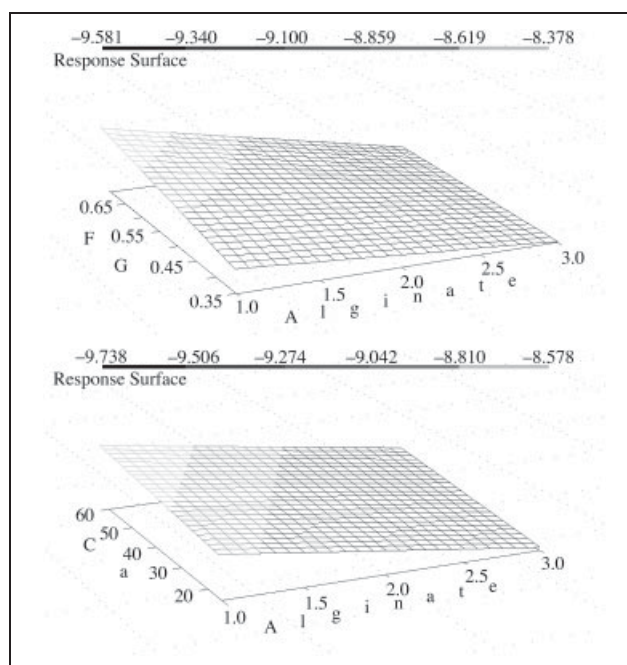 −9.581 −9.340 −9.100 −8.859 −8.619 −8.378
Response Surface
0.65
F
0.55
G
0.45
0.35
1.0
1.5
2.0
2.5
3.0
A l g i n a t e
−9.738 −9.506 −9.274 −9.042 −8.810 −8.578
Response Surface
60
50
C
40
a
30
20
1.0
1.5
2.0
2.5
3.0
A l g i n a t e